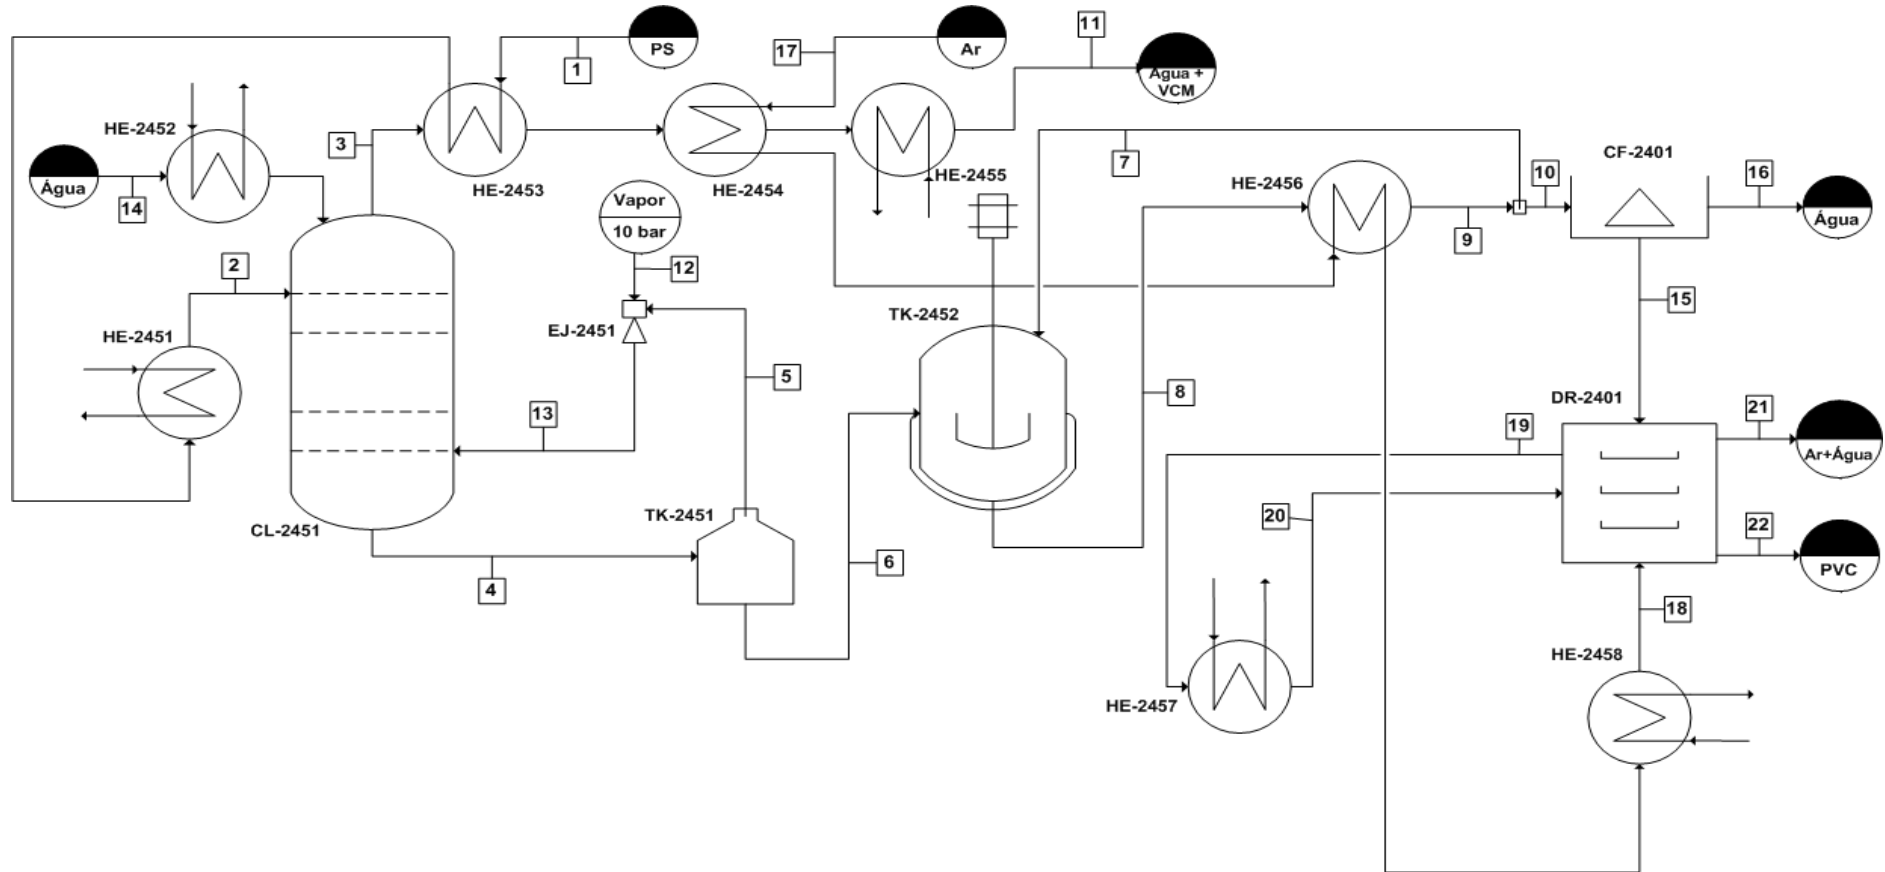 11
PS
17
Ar
1
Água +
VCM
HE-2452
3
7
10
CF-2401
16
Água
14
HE-2453
HE-2454
HE-2455
HE-2456
Vapor
10 bar
Água
9
2
12
15
HE-2451
EJ-2451
TK-2452
5
8
DR-2401
13
19
21
Ar+Água
TK-2451
20
22
CL-2451
PVC
4
6
18
HE-2458
HE-2457